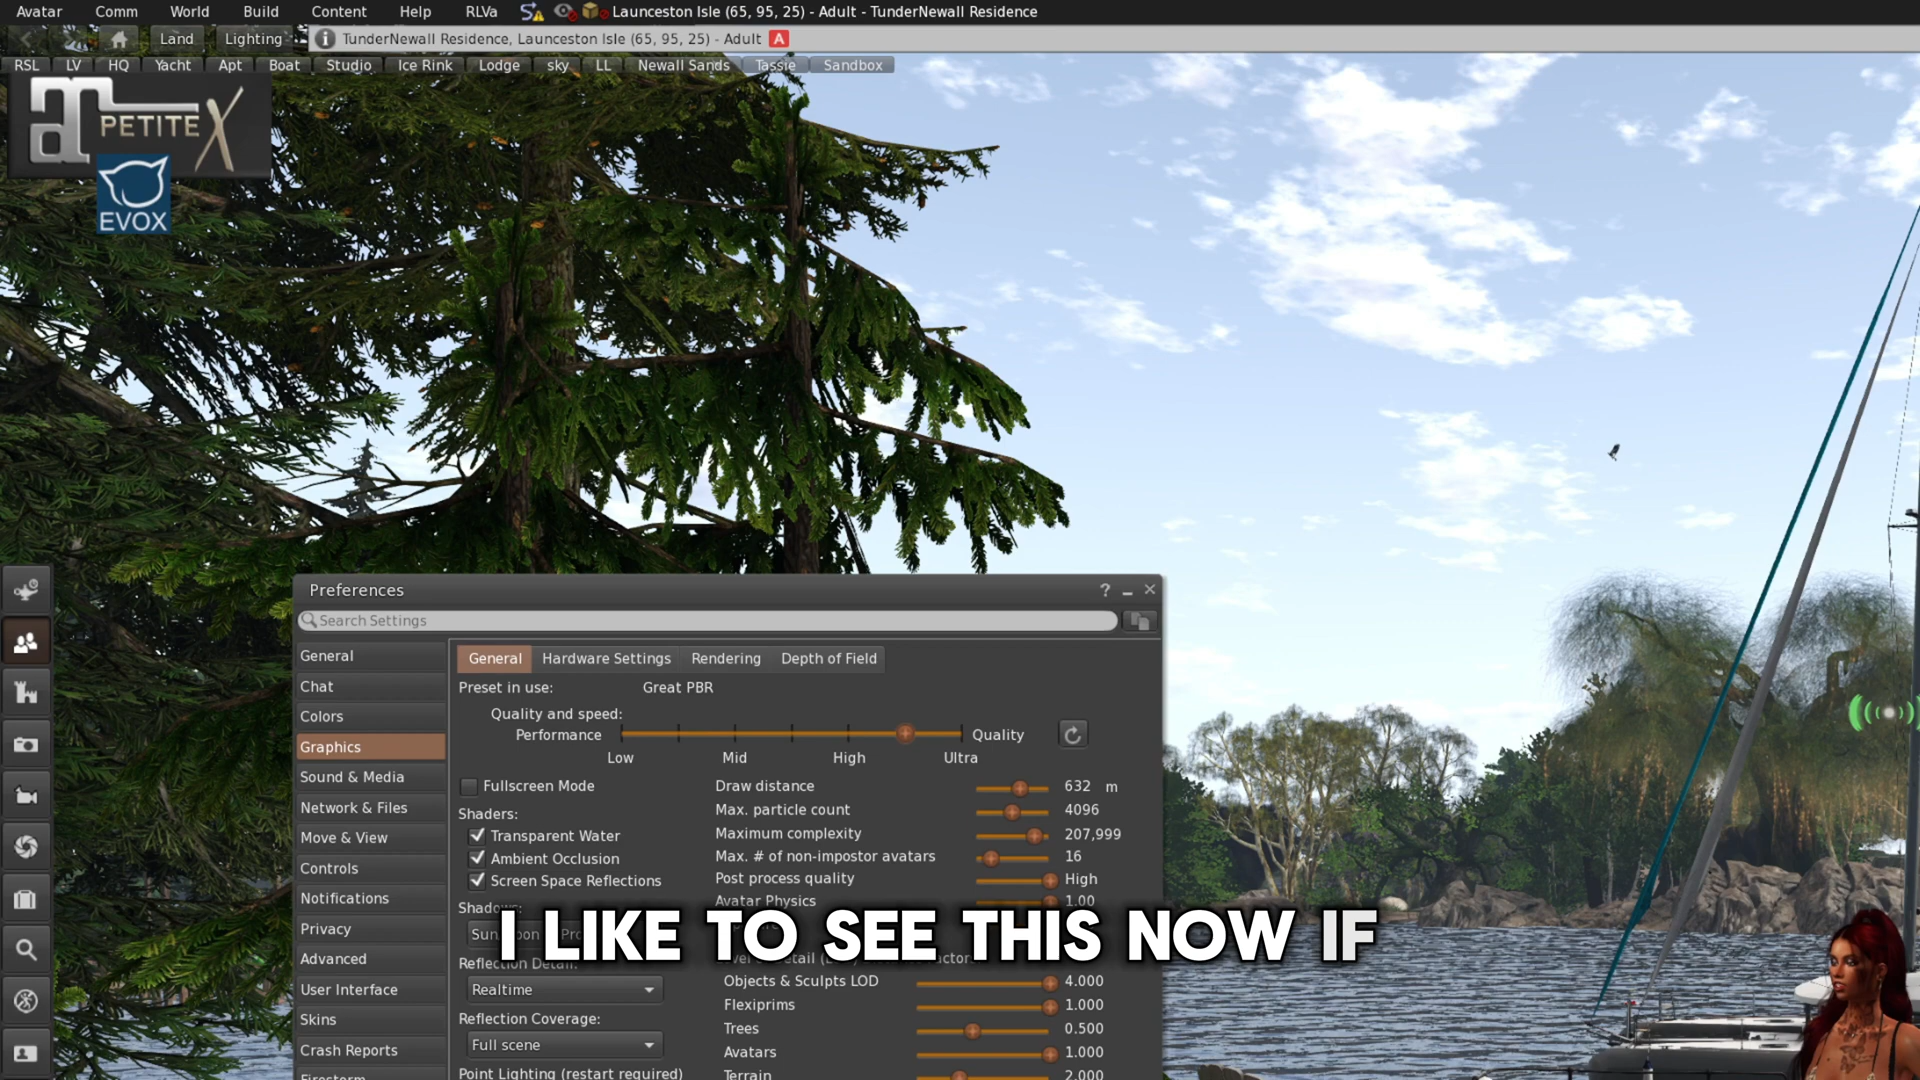 Avatar Comm World Build Content Help RLVa Launceston Isle (65, 95, 25) - Adult - TunderNewall Residence
Land Lighting TunderNewall Residence, Launceston Isle (65, 95, 25) - Adult A
RSL LV HQ Yacht Apt Boat Studio Ice Rink Lodge sky LL Newall Sands Tassie Sandbox
PETITE X
EVOX
Preferences
Search Settings
General
Chat
Colors
Graphics
Sound & Media
Network & Files
Move & View
Controls
Notifications
Privacy
Advanced
User Interface
Skins
Crash Reports
Firestorm
General Hardware Settings Rendering Depth of Field
Preset in use: Great PBR
Quality and speed:
Performance Quality
Low Mid High Ultra
Fullscreen Mode
Shaders:
Transparent Water
Ambient Occlusion
Screen Space Reflections
Shadows:
Reflection Detail:
Realtime
Reflection Coverage:
Full scene
Point Lighting (restart required)
Draw distance 632 m
Max. particle count 4096
Maximum complexity 207,999
Max. # of non-impostor avatars 16
Post process quality High
Avatar Physics 1.00
Objects & Sculpts LOD 4.000
Flexiprims 1.000
Trees 0.500
Avatars 1.000
Terrain 2.000
I LIKE TO SEE THIS NOW IF